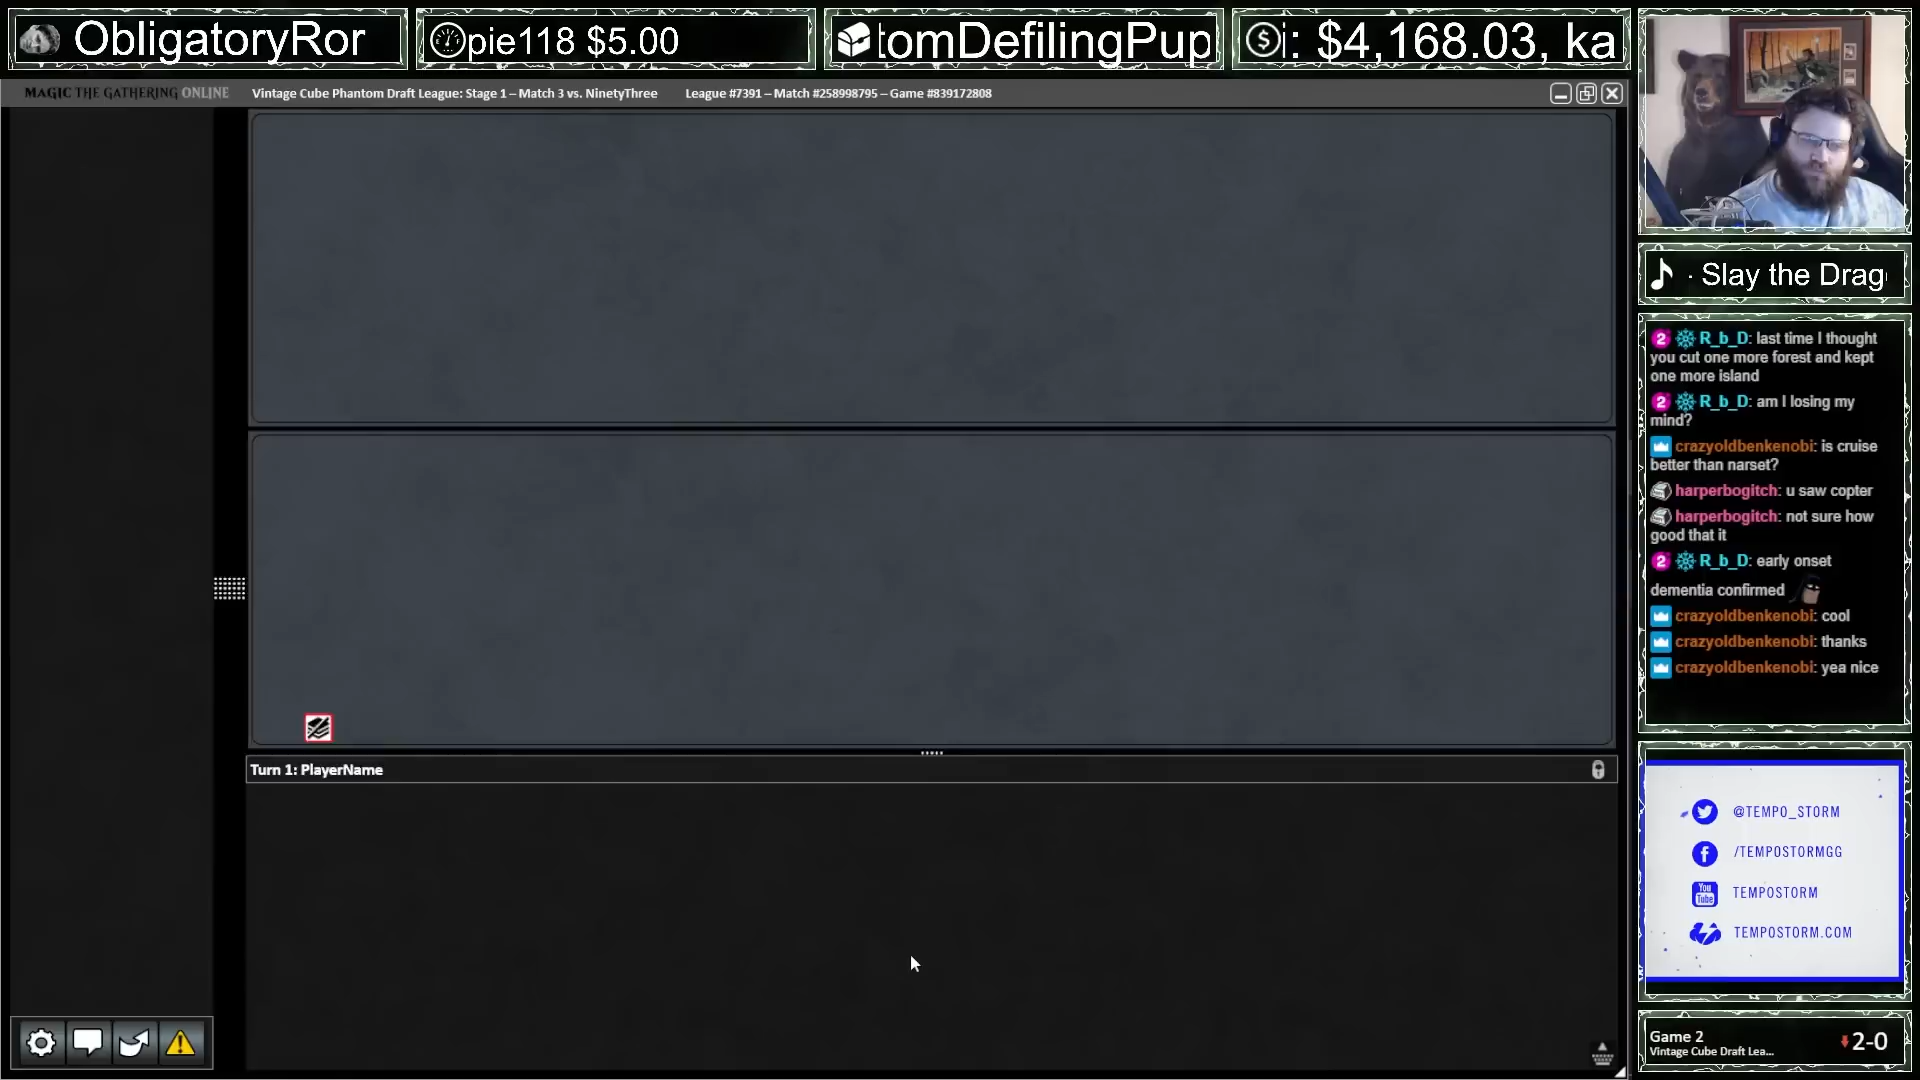 ObligatoryRor
pie118 $5.00
tomDefilingPup
i: $4,168.03, ka
MAGIC THE GATHERING ONLINE
Vintage Cube Phantom Draft League: Stage 1 – Match 3 vs. NinetyThree
League #7391 – Match #258998795 – Game #839172808
· Slay the Drag
2 R_b_D: last time I thought
you cut one more forest and kept
one more island
2 R_b_D: am I losing my
mind?
crazyoldbenkenobi: is cruise
better than narset?
harperbogitch: u saw copter
harperbogitch: not sure how
good that it
2 R_b_D: early onset
dementia confirmed
crazyoldbenkenobi: cool
crazyoldbenkenobi: thanks
crazyoldbenkenobi: yea nice
Turn 1: PlayerName
@TEMPO_STORM
/TEMPOSTORMGG
You
Tube
TEMPOSTORM
TEMPOSTORM.COM
Game 2
Vintage Cube Draft Lea...
2-0